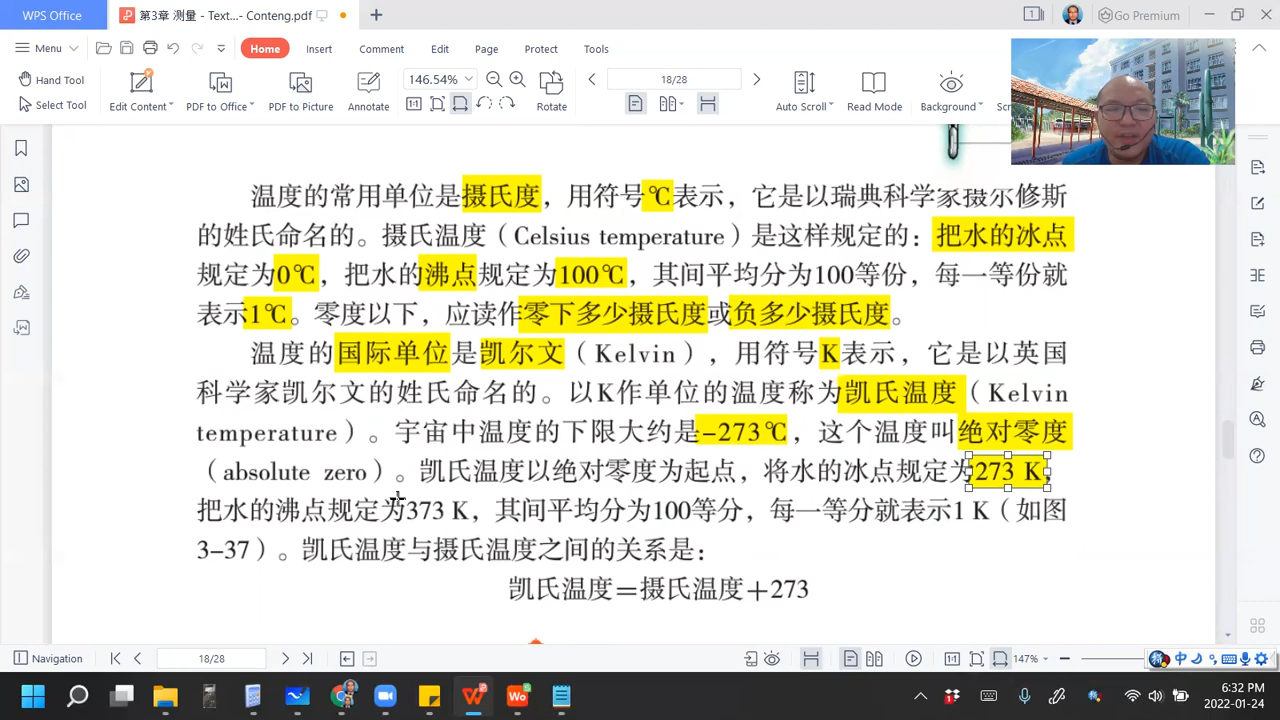 WPS Office
第3章 测量 - Text...- Conteng.pdf
1
Go Premium
Menu
Home
Insert
Comment
Edit
Page
Protect
Tools
Hand Tool
Select Tool
Edit Content
PDF to Office
PDF to Picture
Annotate
146.54%
18/28
Rotate
Auto Scroll
Read Mode
Background
温度的常用单位是摄氏度，用符号℃表示，它是以瑞典科学家摄尔修斯
的姓氏命名的。摄氏温度（Celsius temperature）是这样规定的：把水的冰点
规定为0℃，把水的沸点规定为100℃，其间平均分为100等份，每一等份就
表示1℃。零度以下，应读作零下多少摄氏度或负多少摄氏度。
温度的国际单位是凯尔文（Kelvin），用符号K表示，它是以英国
科学家凯尔文的姓氏命名的。以K作单位的温度称为凯氏温度（Kelvin
temperature）。宇宙中温度的下限大约是–273℃，这个温度叫绝对零度
（absolute zero）。凯氏温度以绝对零度为起点，将水的冰点规定为273 K，
把水的沸点规定为373 K，其间平均分为100等分，每一等分就表示1 K（如图
3–37）。凯氏温度与摄氏温度之间的关系是：
凯氏温度＝摄氏温度＋273
Navigation
18/28
147%
中
6:32 PM
2022-01-24